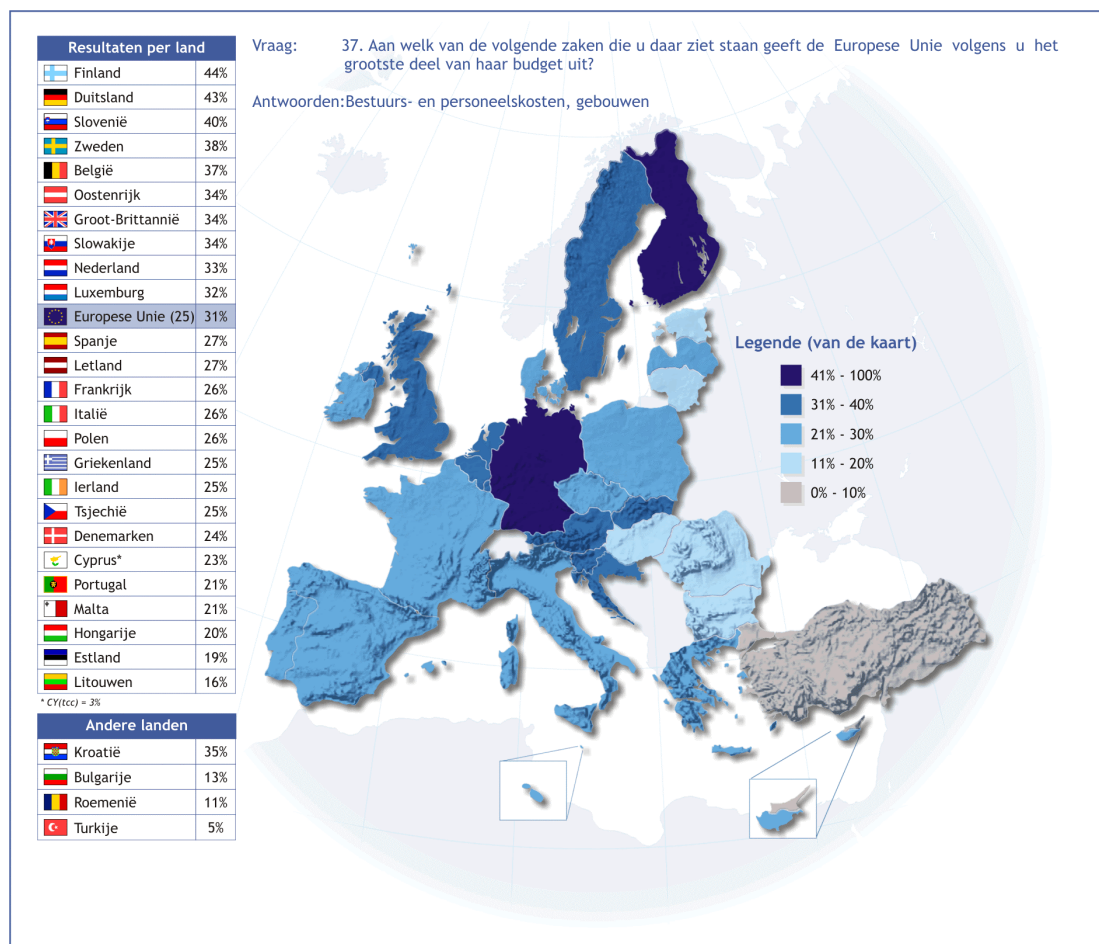 Resultaten per land
Finland 44%
Duitsland 43%
Slovenië 40%
Zweden 38%
België 37%
Oostenrijk 34%
Groot-Brittannië 34%
Slowakije 34%
Nederland 33%
Luxemburg 32%
Europese Unie (25) 31%
Spanje 27%
Letland 27%
Frankrijk 26%
Italië 26%
Polen 26%
Griekenland 25%
Ierland 25%
Tsjechië 25%
Denemarken 24%
Cyprus* 23%
Portugal 21%
Malta 21%
Hongarije 20%
Estland 19%
Litouwen 16%
* CY(tcc) = 3%
Andere landen
Kroatië 35%
Bulgarije 13%
Roemenië 11%
Turkije 5%
Vraag: 37. Aan welk van de volgende zaken die u daar ziet staan geeft de Europese Unie volgens u het
grootste deel van haar budget uit?
Antwoorden:Bestuurs- en personeelskosten, gebouwen
Legende (van de kaart)
41% - 100%
31% - 40%
21% - 30%
11% - 20%
0% - 10%